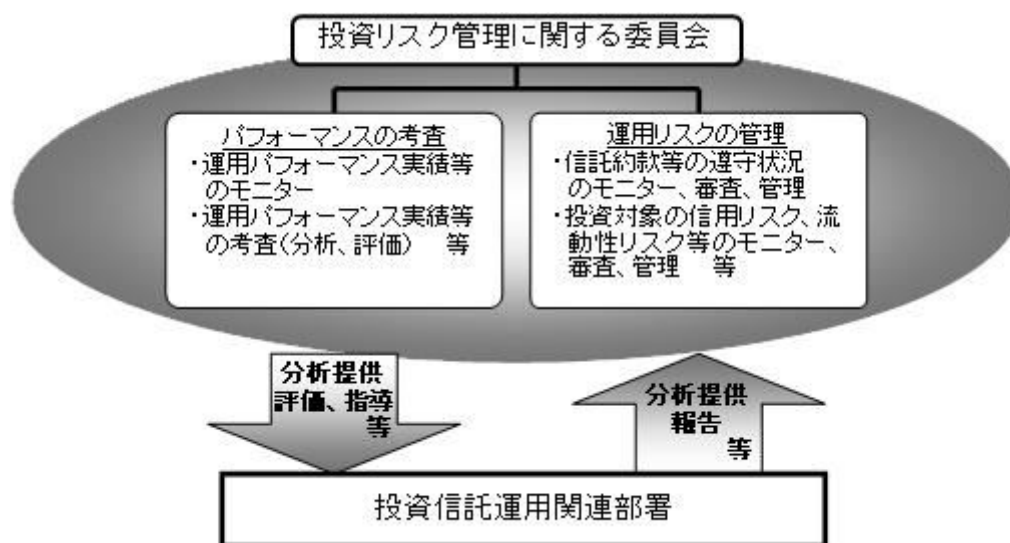 投資リスク管理に関する委員会
パフォーマンスの考査
・運用パフォーマンス実績等
のモニター
・運用パフォーマンス実績等
の考査(分析、評価)　等
運用リスクの管理
・信託約款等の遵守状況
のモニター、審査、管理
・投資対象の信用リスク、流
動性リスク等のモニター、
審査、管理　等
分析提供
評価、指導
等
分析提供
報告
等
投資信託運用関連部署